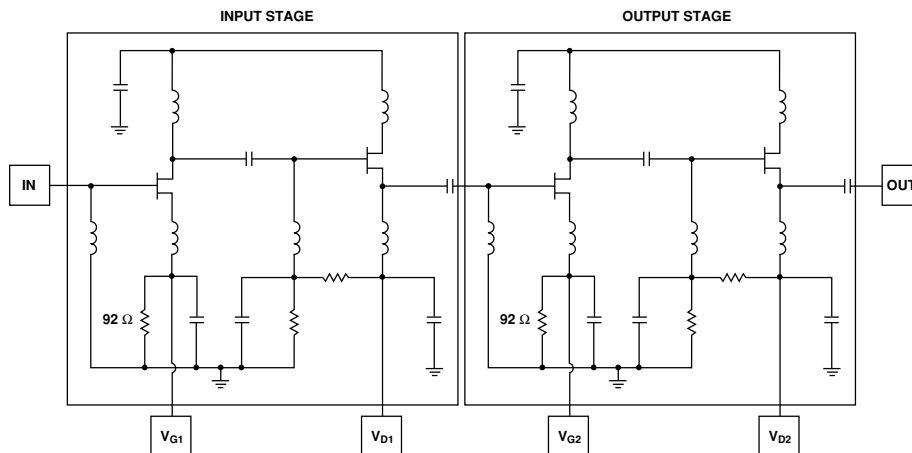 INPUT STAGE
OUTPUT STAGE
IN
OUT
92 Ω
92 Ω
VG1
VD1
VG2
VD2